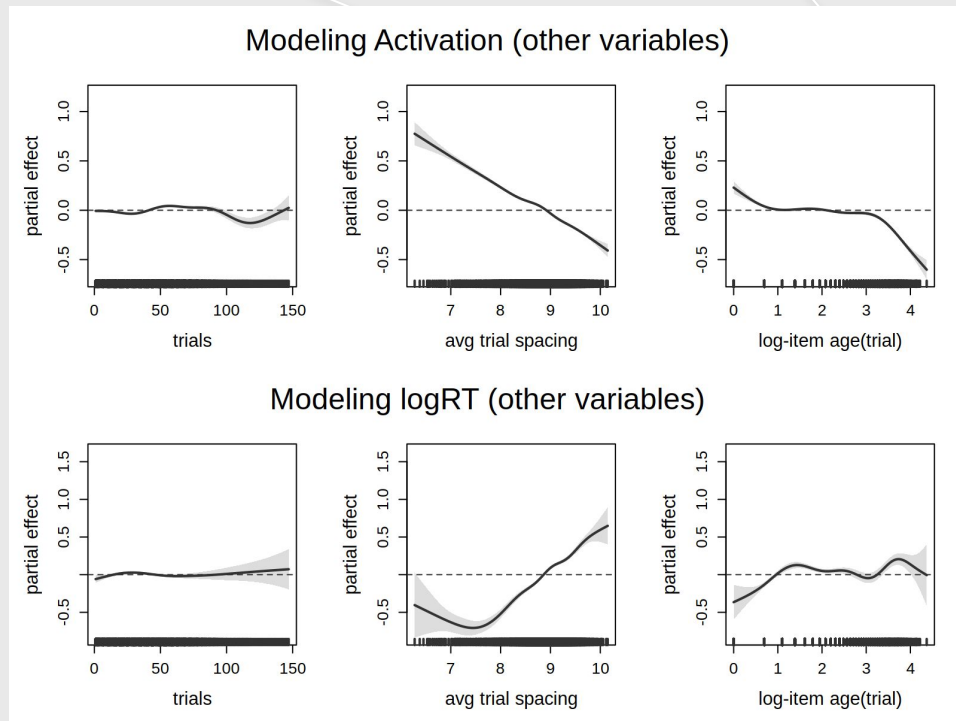 Modeling Activation (other variables)
partial effect
-0.5 0.0 0.5 1.0
0 50 100 150
trials
partial effect
-0.5 0.0 0.5 1.0
7 8 9 10
avg trial spacing
partial effect
-0.5 0.0 0.5 1.0
0 1 2 3 4
log-item age(trial)
Modeling logRT (other variables)
partial effect
-0.5 0.5 1.0 1.5
0 50 100 150
trials
partial effect
-0.5 0.5 1.0 1.5
7 8 9 10
avg trial spacing
partial effect
-0.5 0.5 1.0 1.5
0 1 2 3 4
log-item age(trial)